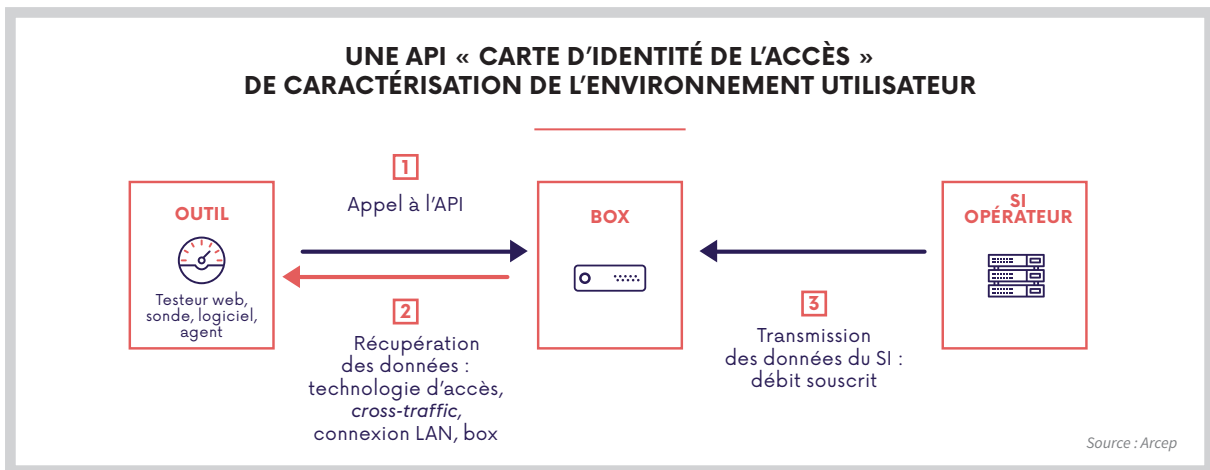 UNE API « CARTE D'IDENTITÉ DE L'ACCÈS »
DE CARACTÉRISATION DE L'ENVIRONNEMENT UTILISATEUR
OUTIL
Testeur web,
sonde, logiciel,
agent
1
Appel à l'API
2
Récupération
des données :
technologie d'accès,
cross-traffic,
connexion LAN, box
BOX
3
Transmission
des données du SI :
débit souscrit
SI
OPÉRATEUR
Source : Arcep